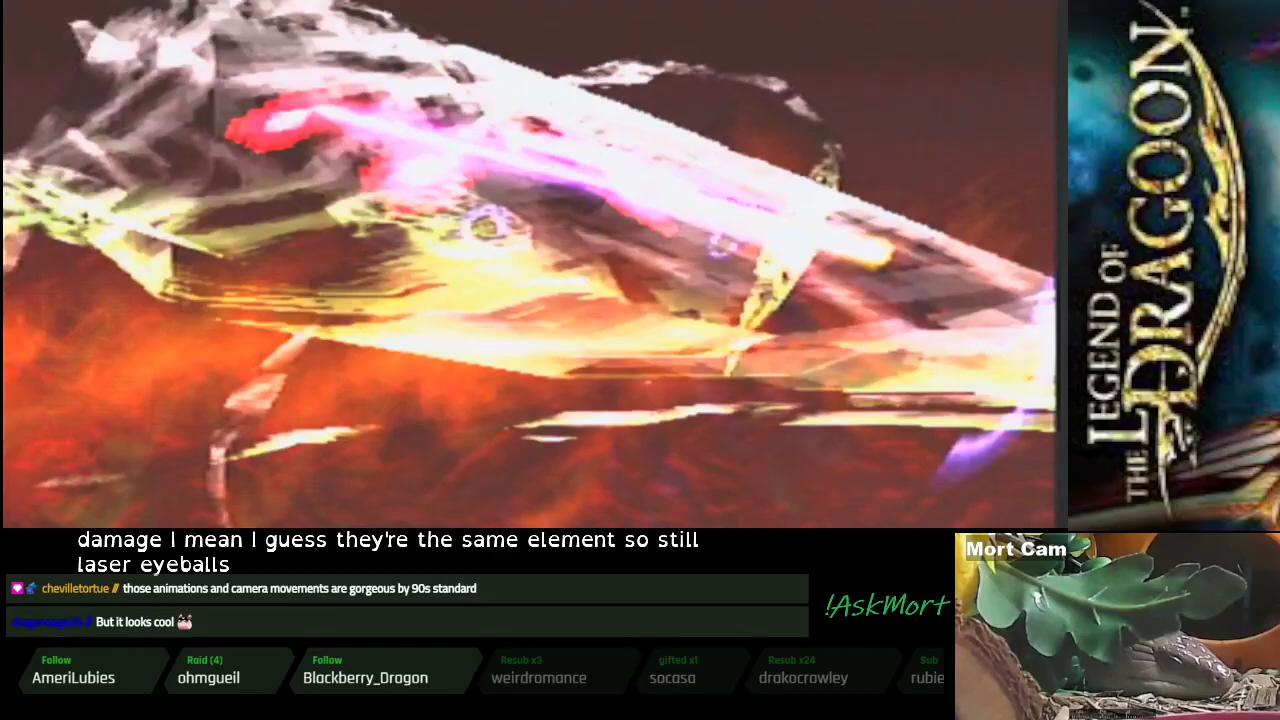 THE LEGEND OF DRAGOON
damage I mean I guess they're the same element so still
laser eyeballs
chevilletortue // those animations and camera movements are gorgeous by 90s standard
But it looks cool
!AskMort
Mort Cam
Follow
AmeriLubies
Raid (4)
ohmgueil
Follow
Blackberry_Dragon
Resub x3
weirdromance
gifted x1
socasa
Resub x24
drakocrowley
Sub
rubie